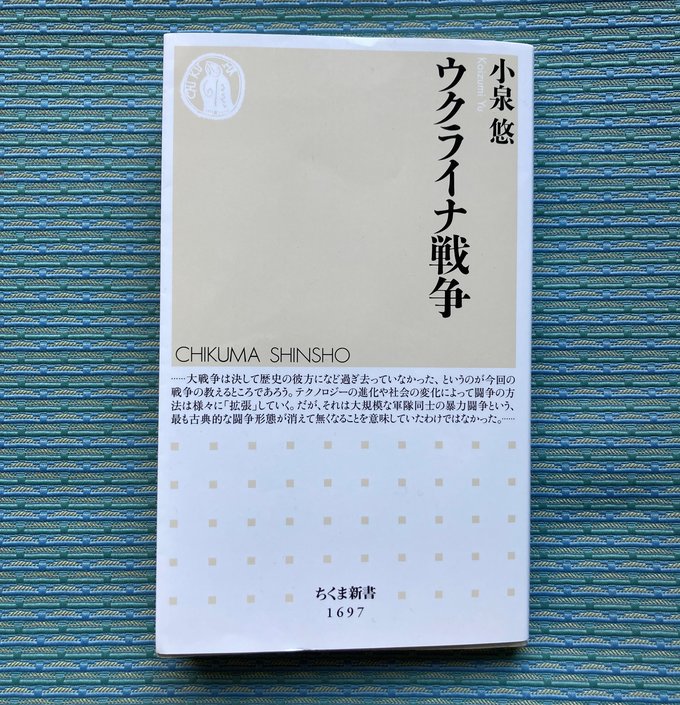 小泉 悠
Koizumi Yu
ウクライナ戦争
CHIKUMA SHINSHO
……大戦争は決して歴史の彼方になど過ぎ去っていなかった、というのが今回の
戦争の教えるところであろう。テクノロジーの進化や社会の変化によって闘争の方
法は様々に「拡張」していく。だが、それは大規模な軍隊同士の暴力闘争という、
最も古典的な闘争形態が消えて無くなることを意味していたわけではなかった。……
ちくま新書
1697